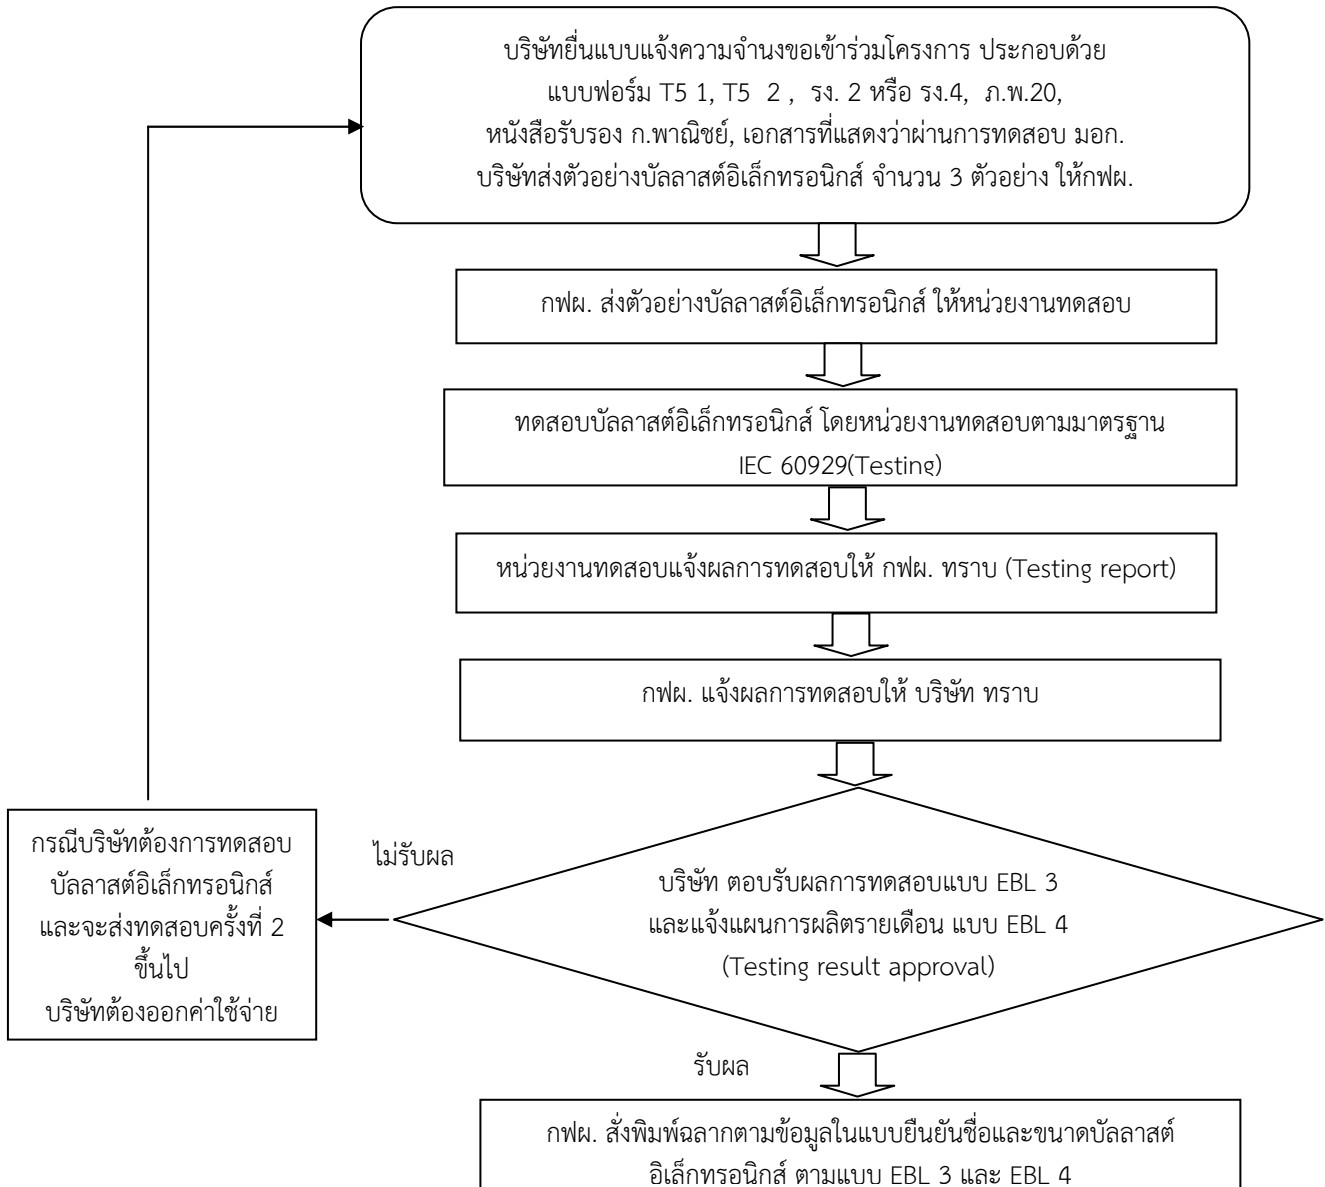 บริษัทยื่นแบบแจ้งความจำนงขอเข้าร่วมโครงการ ประกอบด้วย
แบบฟอร์ม T5 1, T5 2 , รง. 2 หรือ รง.4, ภ.พ.20,
หนังสือรับรอง ก.พาณิชย์, เอกสารที่แสดงว่าผ่านการทดสอบ มอก.
บริษัทส่งตัวอย่างบัลลาสต์อิเล็กทรอนิกส์ จำนวน 3 ตัวอย่าง ให้กฟผ.
กฟผ. ส่งตัวอย่างบัลลาสต์อิเล็กทรอนิกส์ ให้หน่วยงานทดสอบ
ทดสอบบัลลาสต์อิเล็กทรอนิกส์ โดยหน่วยงานทดสอบตามมาตรฐาน
IEC 60929(Testing)
หน่วยงานทดสอบแจ้งผลการทดสอบให้ กฟผ. ทราบ (Testing report)
กฟผ. แจ้งผลการทดสอบให้ บริษัท ทราบ
บริษัท ตอบรับผลการทดสอบแบบ EBL 3
และแจ้งแผนการผลิตรายเดือน แบบ EBL 4
(Testing result approval)
ไม่รับผล
กรณีบริษัทต้องการทดสอบ
บัลลาสต์อิเล็กทรอนิกส์
และจะส่งทดสอบครั้งที่ 2
ขึ้นไป
บริษัทต้องออกค่าใช้จ่าย
รับผล
กฟผ. สั่งพิมพ์ฉลากตามข้อมูลในแบบยืนยันชื่อและขนาดบัลลาสต์
อิเล็กทรอนิกส์ ตามแบบ EBL 3 และ EBL 4